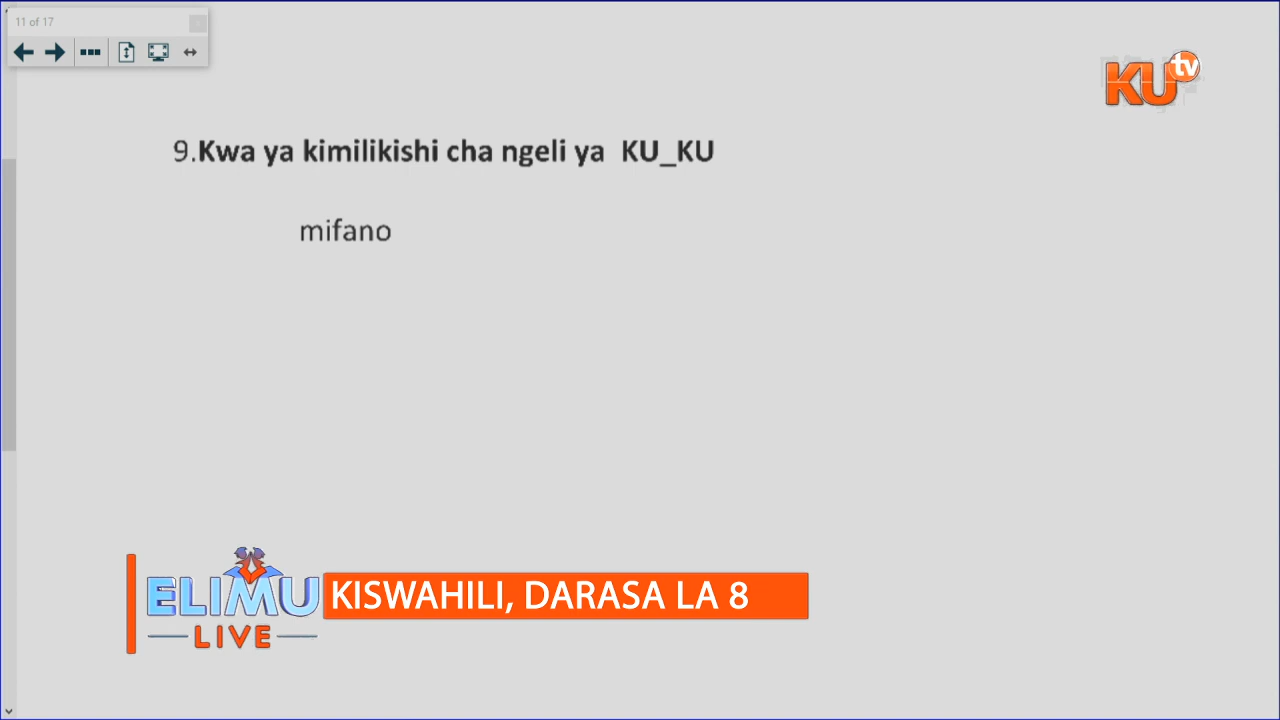 11 of 17
KU tv
9.Kwa ya kimilikishi cha ngeli ya KU_KU
mifano
ELIMU
LIVE
KISWAHILI, DARASA LA 8